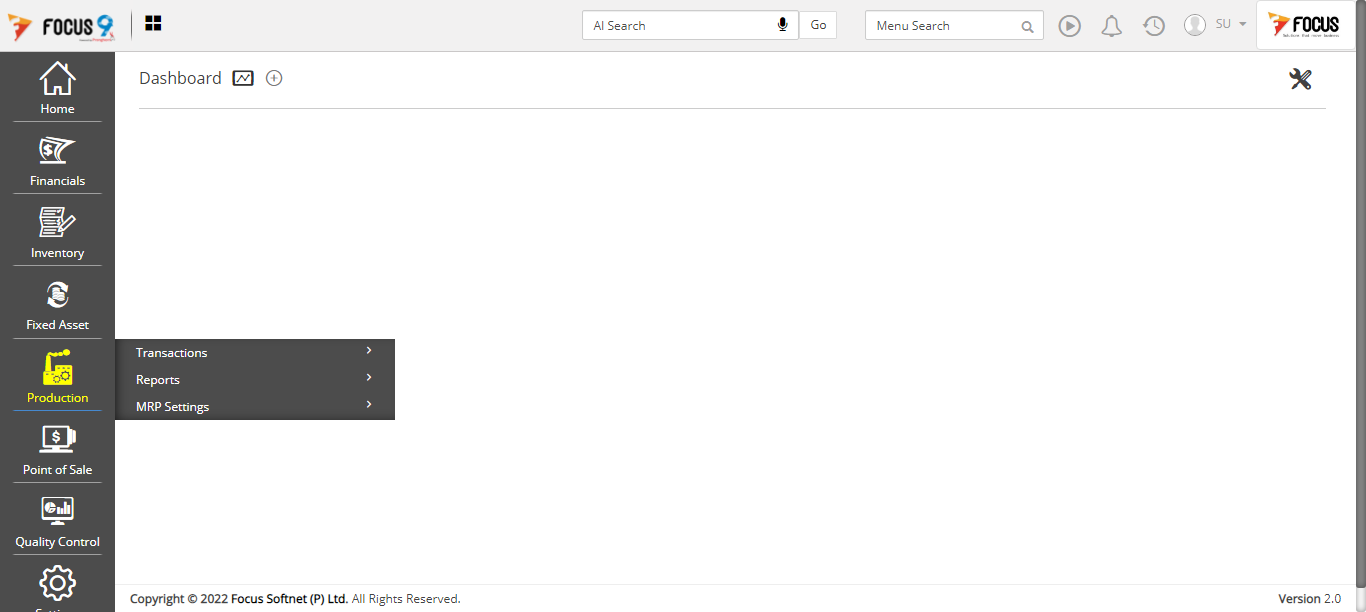 FOCUS 9
AI Search
Go
Menu Search
SU
FOCUS
Dashboard
Home
Financials
Inventory
Fixed Asset
Production
Transactions
Reports
MRP Settings
Point of Sale
Quality Control
Copyright © 2022 Focus Softnet (P) Ltd. All Rights Reserved.
Version 2.0